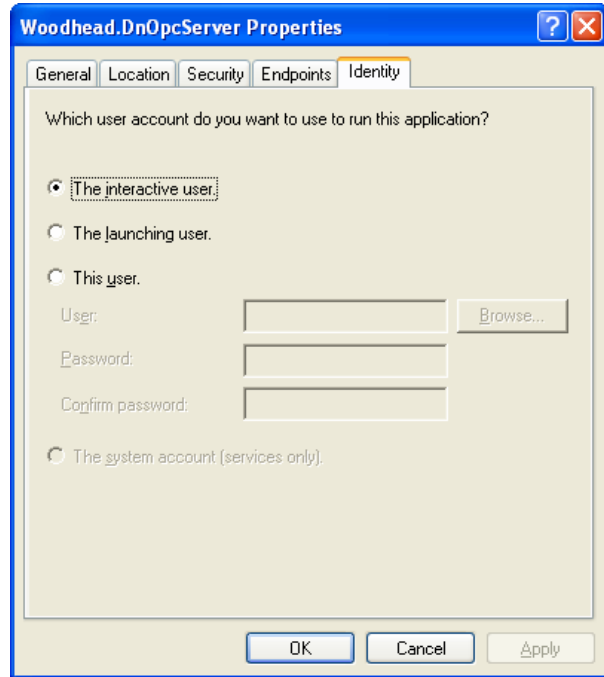 Woodhead.DnOpcServer Properties
General Location Security Endpoints Identity
Which user account do you want to use to run this application?
The interactive user.
The launching user.
This user.
User: Browse...
Password:
Confirm password:
The system account (services only).
OK Cancel Apply